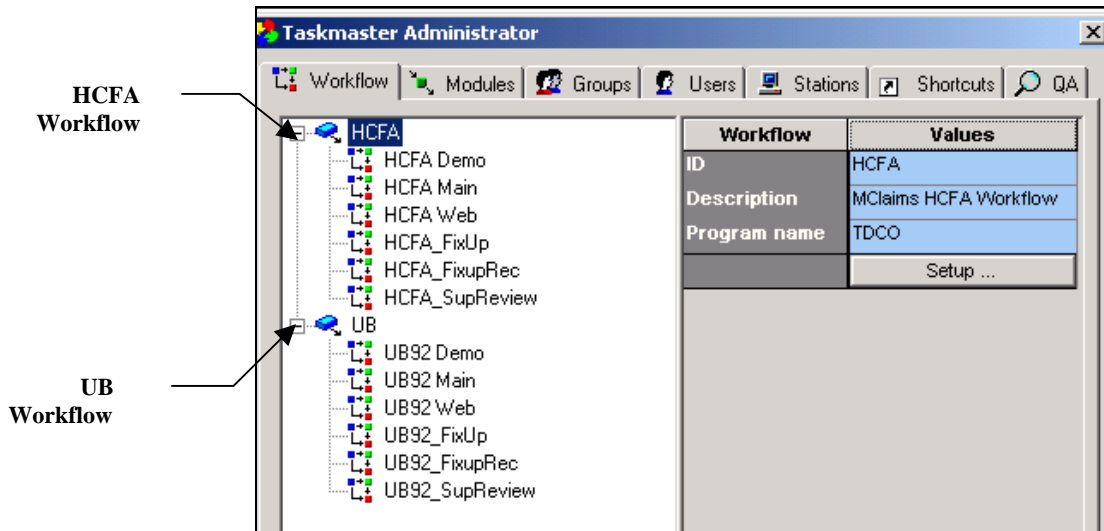 Taskmaster Administrator
Workflow Modules Groups Users Stations Shortcuts QA
HCFA
Workflow
HCFA
HCFA Demo
HCFA Main
HCFA Web
HCFA_FixUp
HCFA_FixupRec
HCFA_SupReview
UB
UB92 Demo
UB92 Main
UB92 Web
UB92_FixUp
UB92_FixupRec
UB92_SupReview
UB
Workflow
Workflow Values
ID HCFA
Description MClaims HCFA Workflow
Program name TDCO
Setup ...